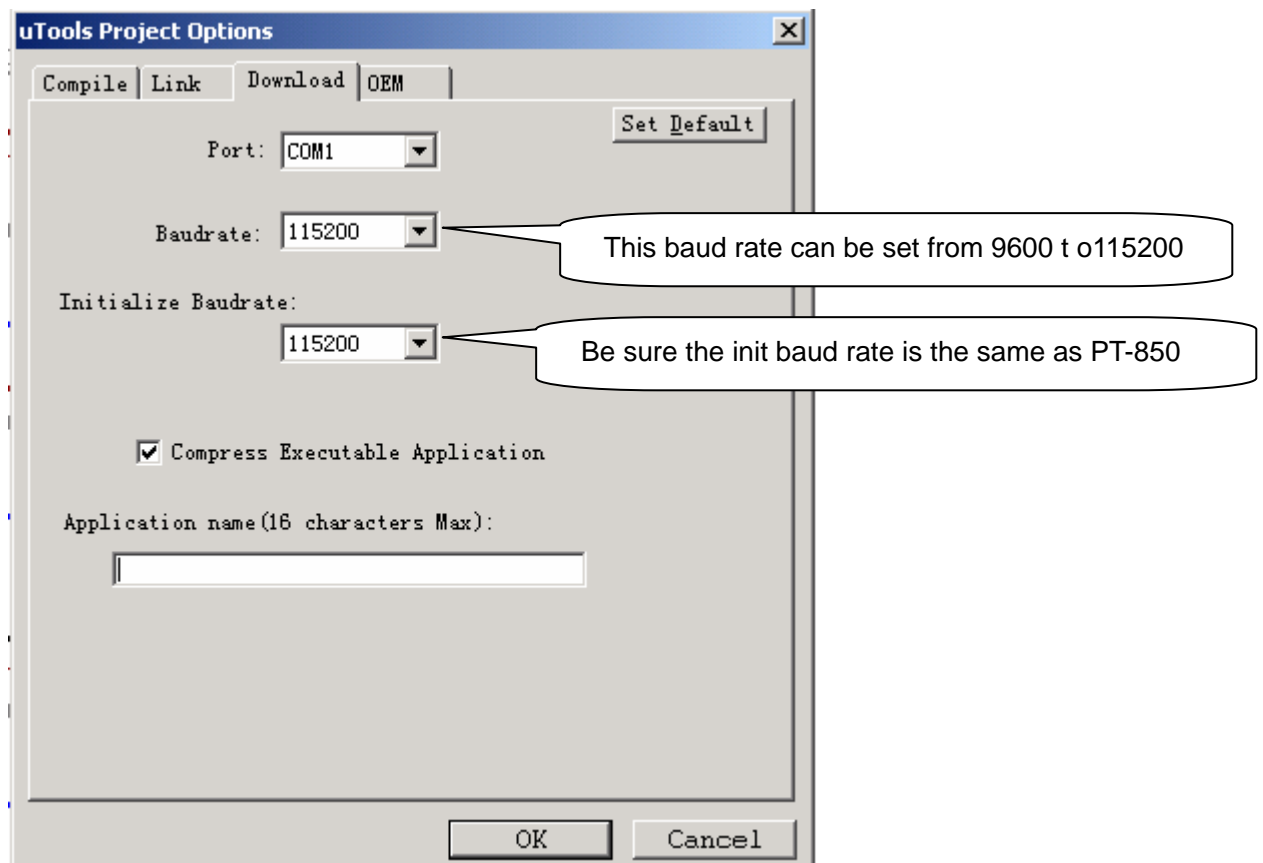 uTools Project Options
Compile Link Download OEM
Set Default
Port: COM1
Baudrate: 115200
This baud rate can be set from 9600 t o115200
Initialize Baudrate:
115200
Be sure the init baud rate is the same as PT-850
Compress Executable Application
Application name(16 characters Max):
OK Cancel